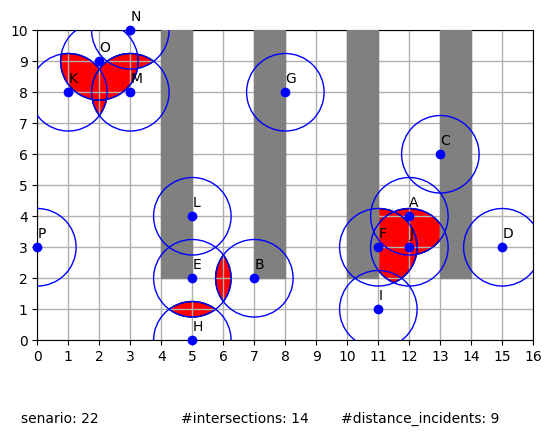 N
10
O
9
K
M
G
8
7
C
6
5
L
A
4
P
F
J
D
3
E
B
2
I
1
H
0
0 1 2 3 4 5 6 7 8 9 10 11 12 13 14 15 16
senario: 22 #intersections: 14 #distance_incidents: 9